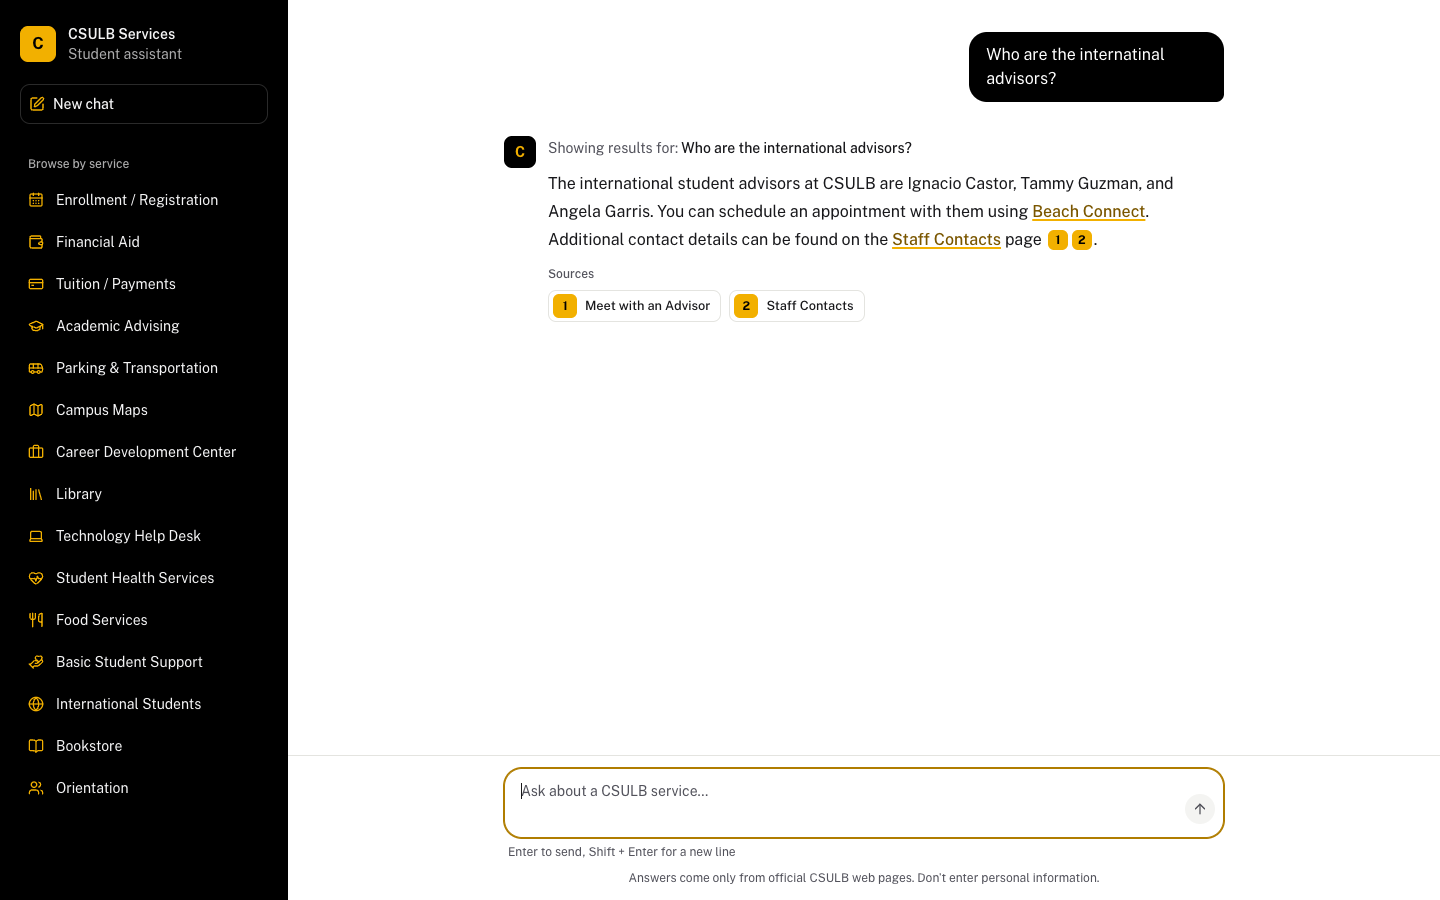 C
CSULB Services
Student assistant
New chat
Browse by service
Enrollment / Registration
Financial Aid
Tuition / Payments
Academic Advising
Parking & Transportation
Campus Maps
Career Development Center
Library
Technology Help Desk
Student Health Services
Food Services
Basic Student Support
International Students
Bookstore
Orientation
Who are the internatinal
advisors?
C
Showing results for: Who are the international advisors?
The international student advisors at CSULB are Ignacio Castor, Tammy Guzman, and
Angela Garris. You can schedule an appointment with them using Beach Connect.
Additional contact details can be found on the Staff Contacts page 1 2.
Sources
1 Meet with an Advisor
2 Staff Contacts
Ask about a CSULB service...
Enter to send, Shift + Enter for a new line
Answers come only from official CSULB web pages. Don't enter personal information.